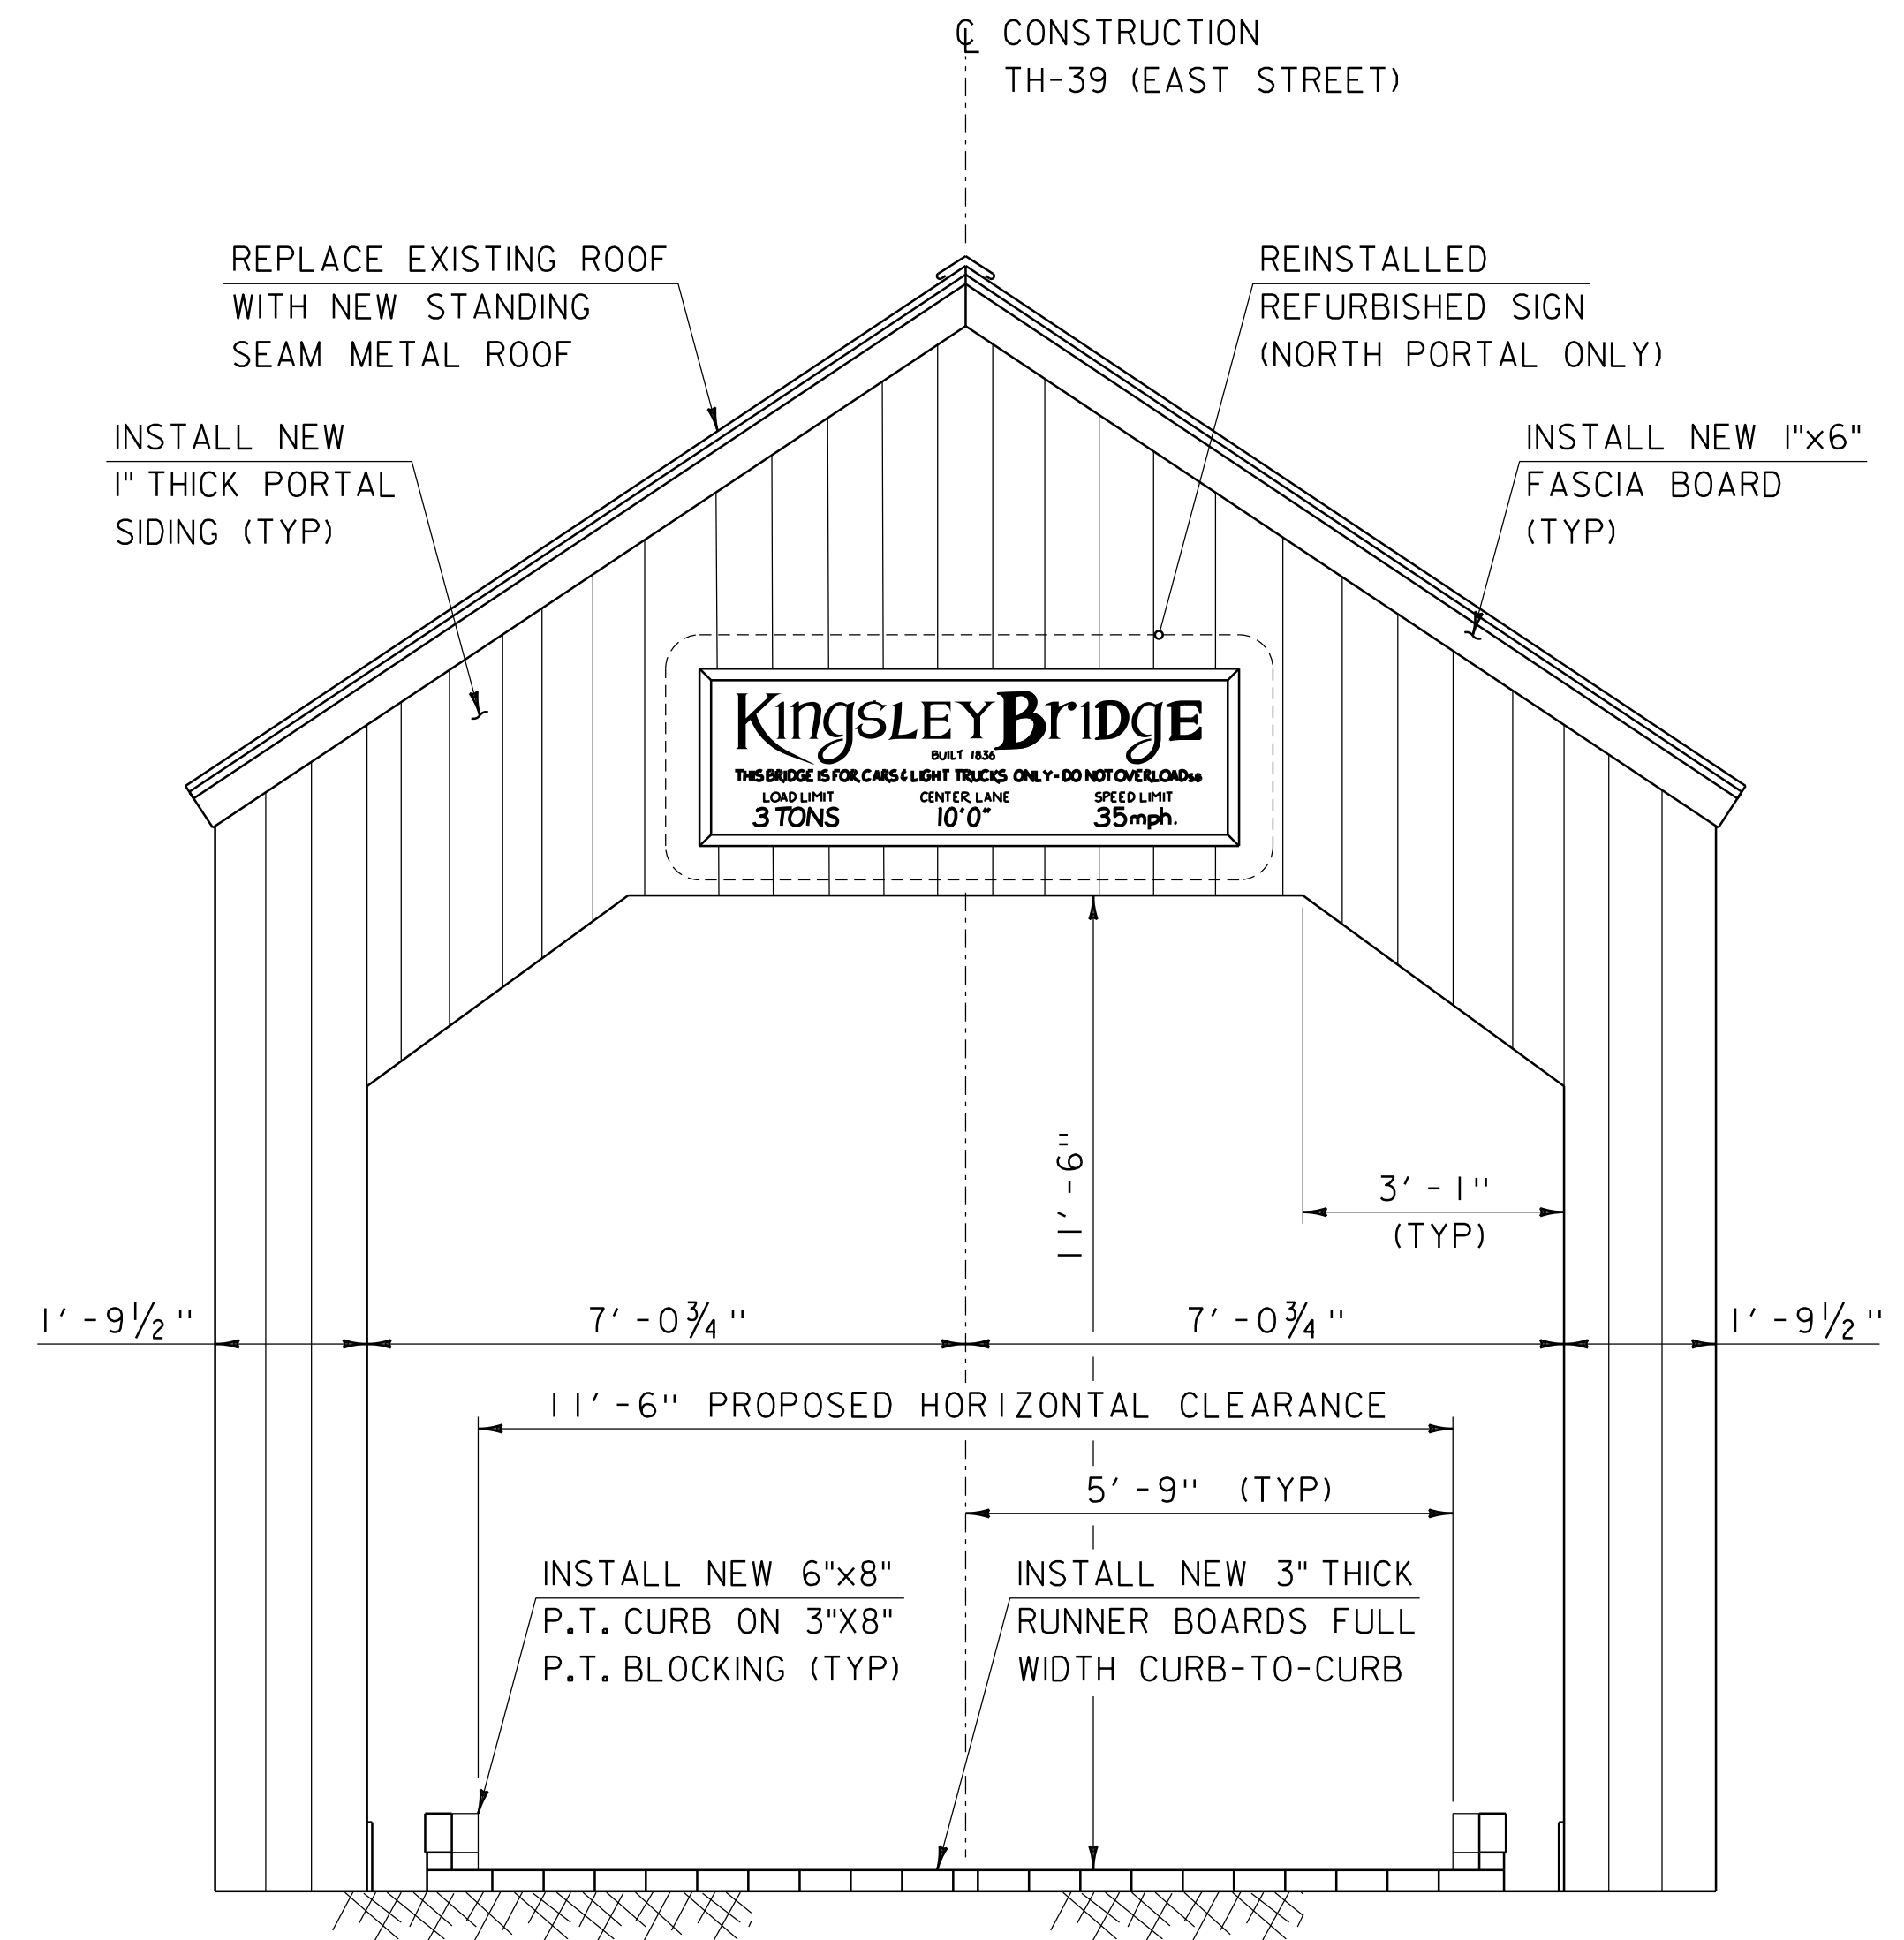 ℄ CONSTRUCTION
TH-39 (EAST STREET)
REPLACE EXISTING ROOF
WITH NEW STANDING
SEAM METAL ROOF
REINSTALLED
REFURBISHED SIGN
(NORTH PORTAL ONLY)
INSTALL NEW
1" THICK PORTAL
SIDING (TYP)
INSTALL NEW 1"x6"
FASCIA BOARD
(TYP)
KingsLEY BriDgE
BUILT 1836
THIS BRIDGE IS FOR CARS & LIGHT TRUCKS ONLY - DO NOT OVERLOAD
LOAD LIMIT CENTER LANE SPEED LIMIT
3 TONS 10'0" 35mph.
11'-6"
3'-1"
(TYP)
1'-9½" 7'-0¾" 7'-0¾" 1'-9½"
11'-6" PROPOSED HORIZONTAL CLEARANCE
5'-9" (TYP)
INSTALL NEW 6"x8"
P.T. CURB ON 3"X8"
P.T. BLOCKING (TYP)
INSTALL NEW 3" THICK
RUNNER BOARDS FULL
WIDTH CURB-TO-CURB